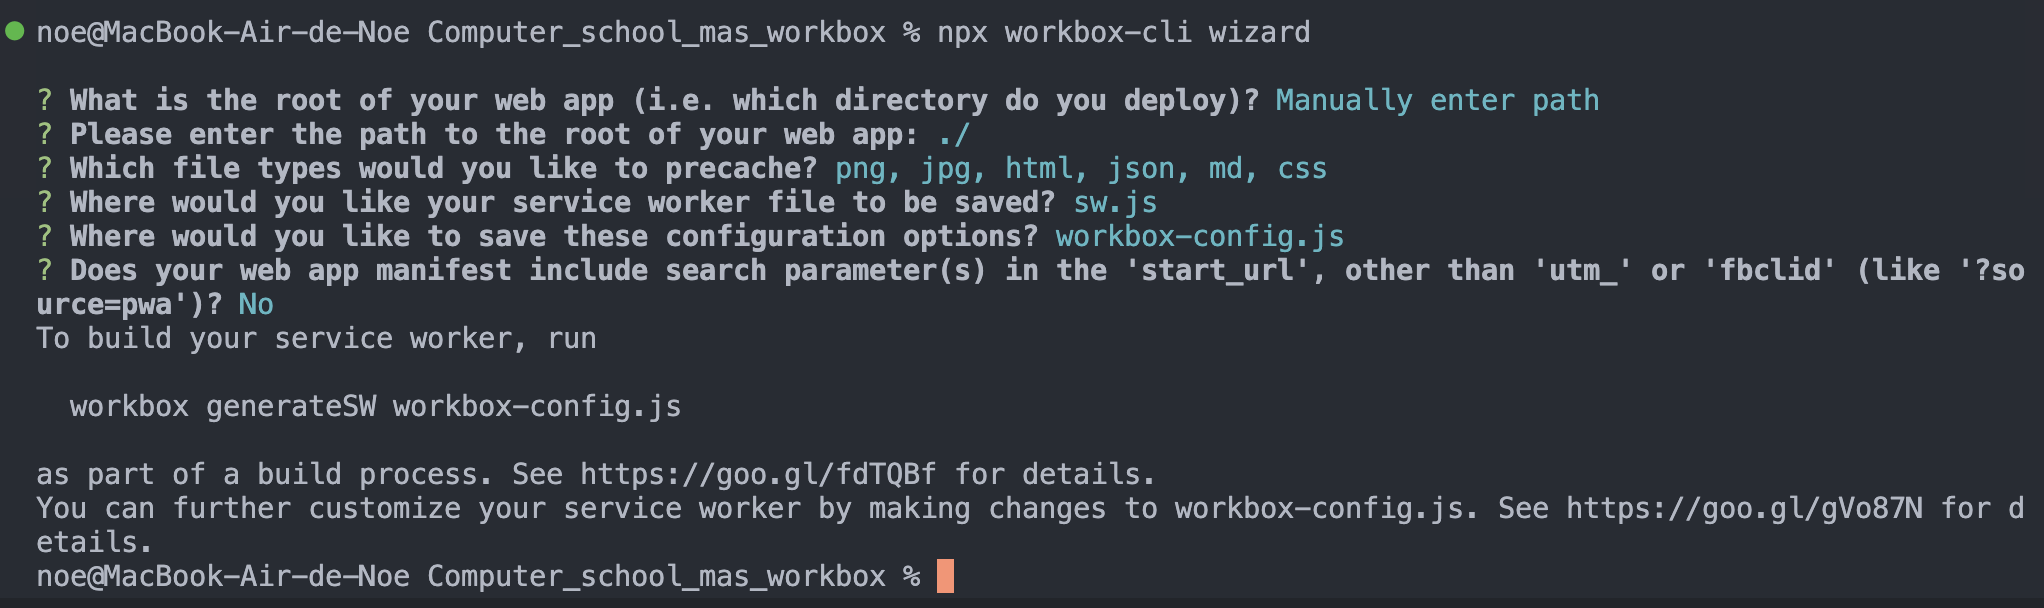 noe@MacBook-Air-de-Noe Computer_school_mas_workbox % npx workbox-cli wizard
? What is the root of your web app (i.e. which directory do you deploy)? Manually enter path
? Please enter the path to the root of your web app: ./
? Which file types would you like to precache? png, jpg, html, json, md, css
? Where would you like your service worker file to be saved? sw.js
? Where would you like to save these configuration options? workbox-config.js
? Does your web app manifest include search parameter(s) in the 'start_url', other than 'utm_' or 'fbclid' (like '?so
urce=pwa')? No
To build your service worker, run
workbox generateSW workbox-config.js
as part of a build process. See https://goo.gl/fdTQBf for details.
You can further customize your service worker by making changes to workbox-config.js. See https://goo.gl/gVo87N for d
etails.
noe@MacBook-Air-de-Noe Computer_school_mas_workbox %